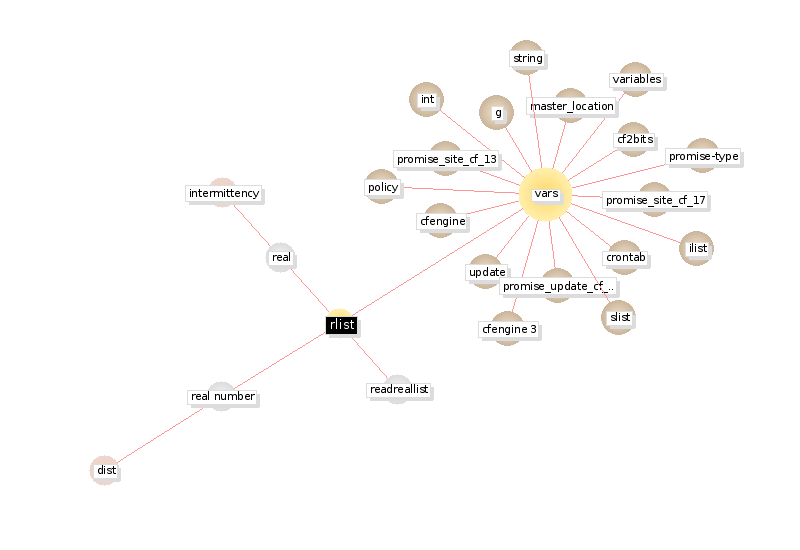 string
variables
int
master_location
g
cf2bits
promise-type
promise_site_cf_13
policy
intermittency
vars
promise_site_cf_17
cfengine
ilist
real
crontab
update
promise_update_cf_..
slist
rlist
cfengine 3
readreallist
real number
dist